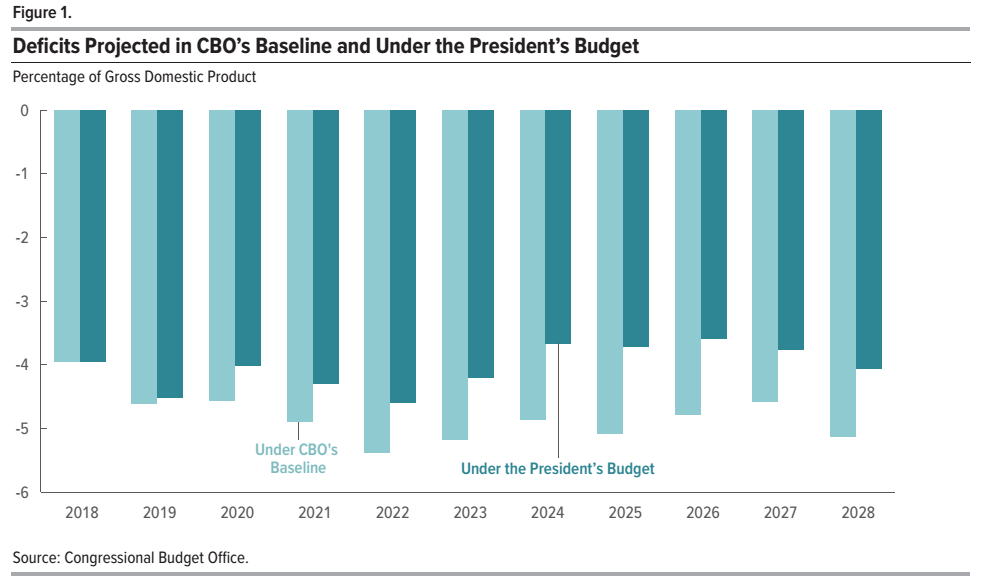 Figure 1.
Deficits Projected in CBO’s Baseline and Under the President’s Budget
Percentage of Gross Domestic Product
0
-1
-2
-3
-4
-5
-6
Under CBO's
Baseline
Under the President’s Budget
2018 2019 2020 2021 2022 2023 2024 2025 2026 2027 2028
Source: Congressional Budget Office.